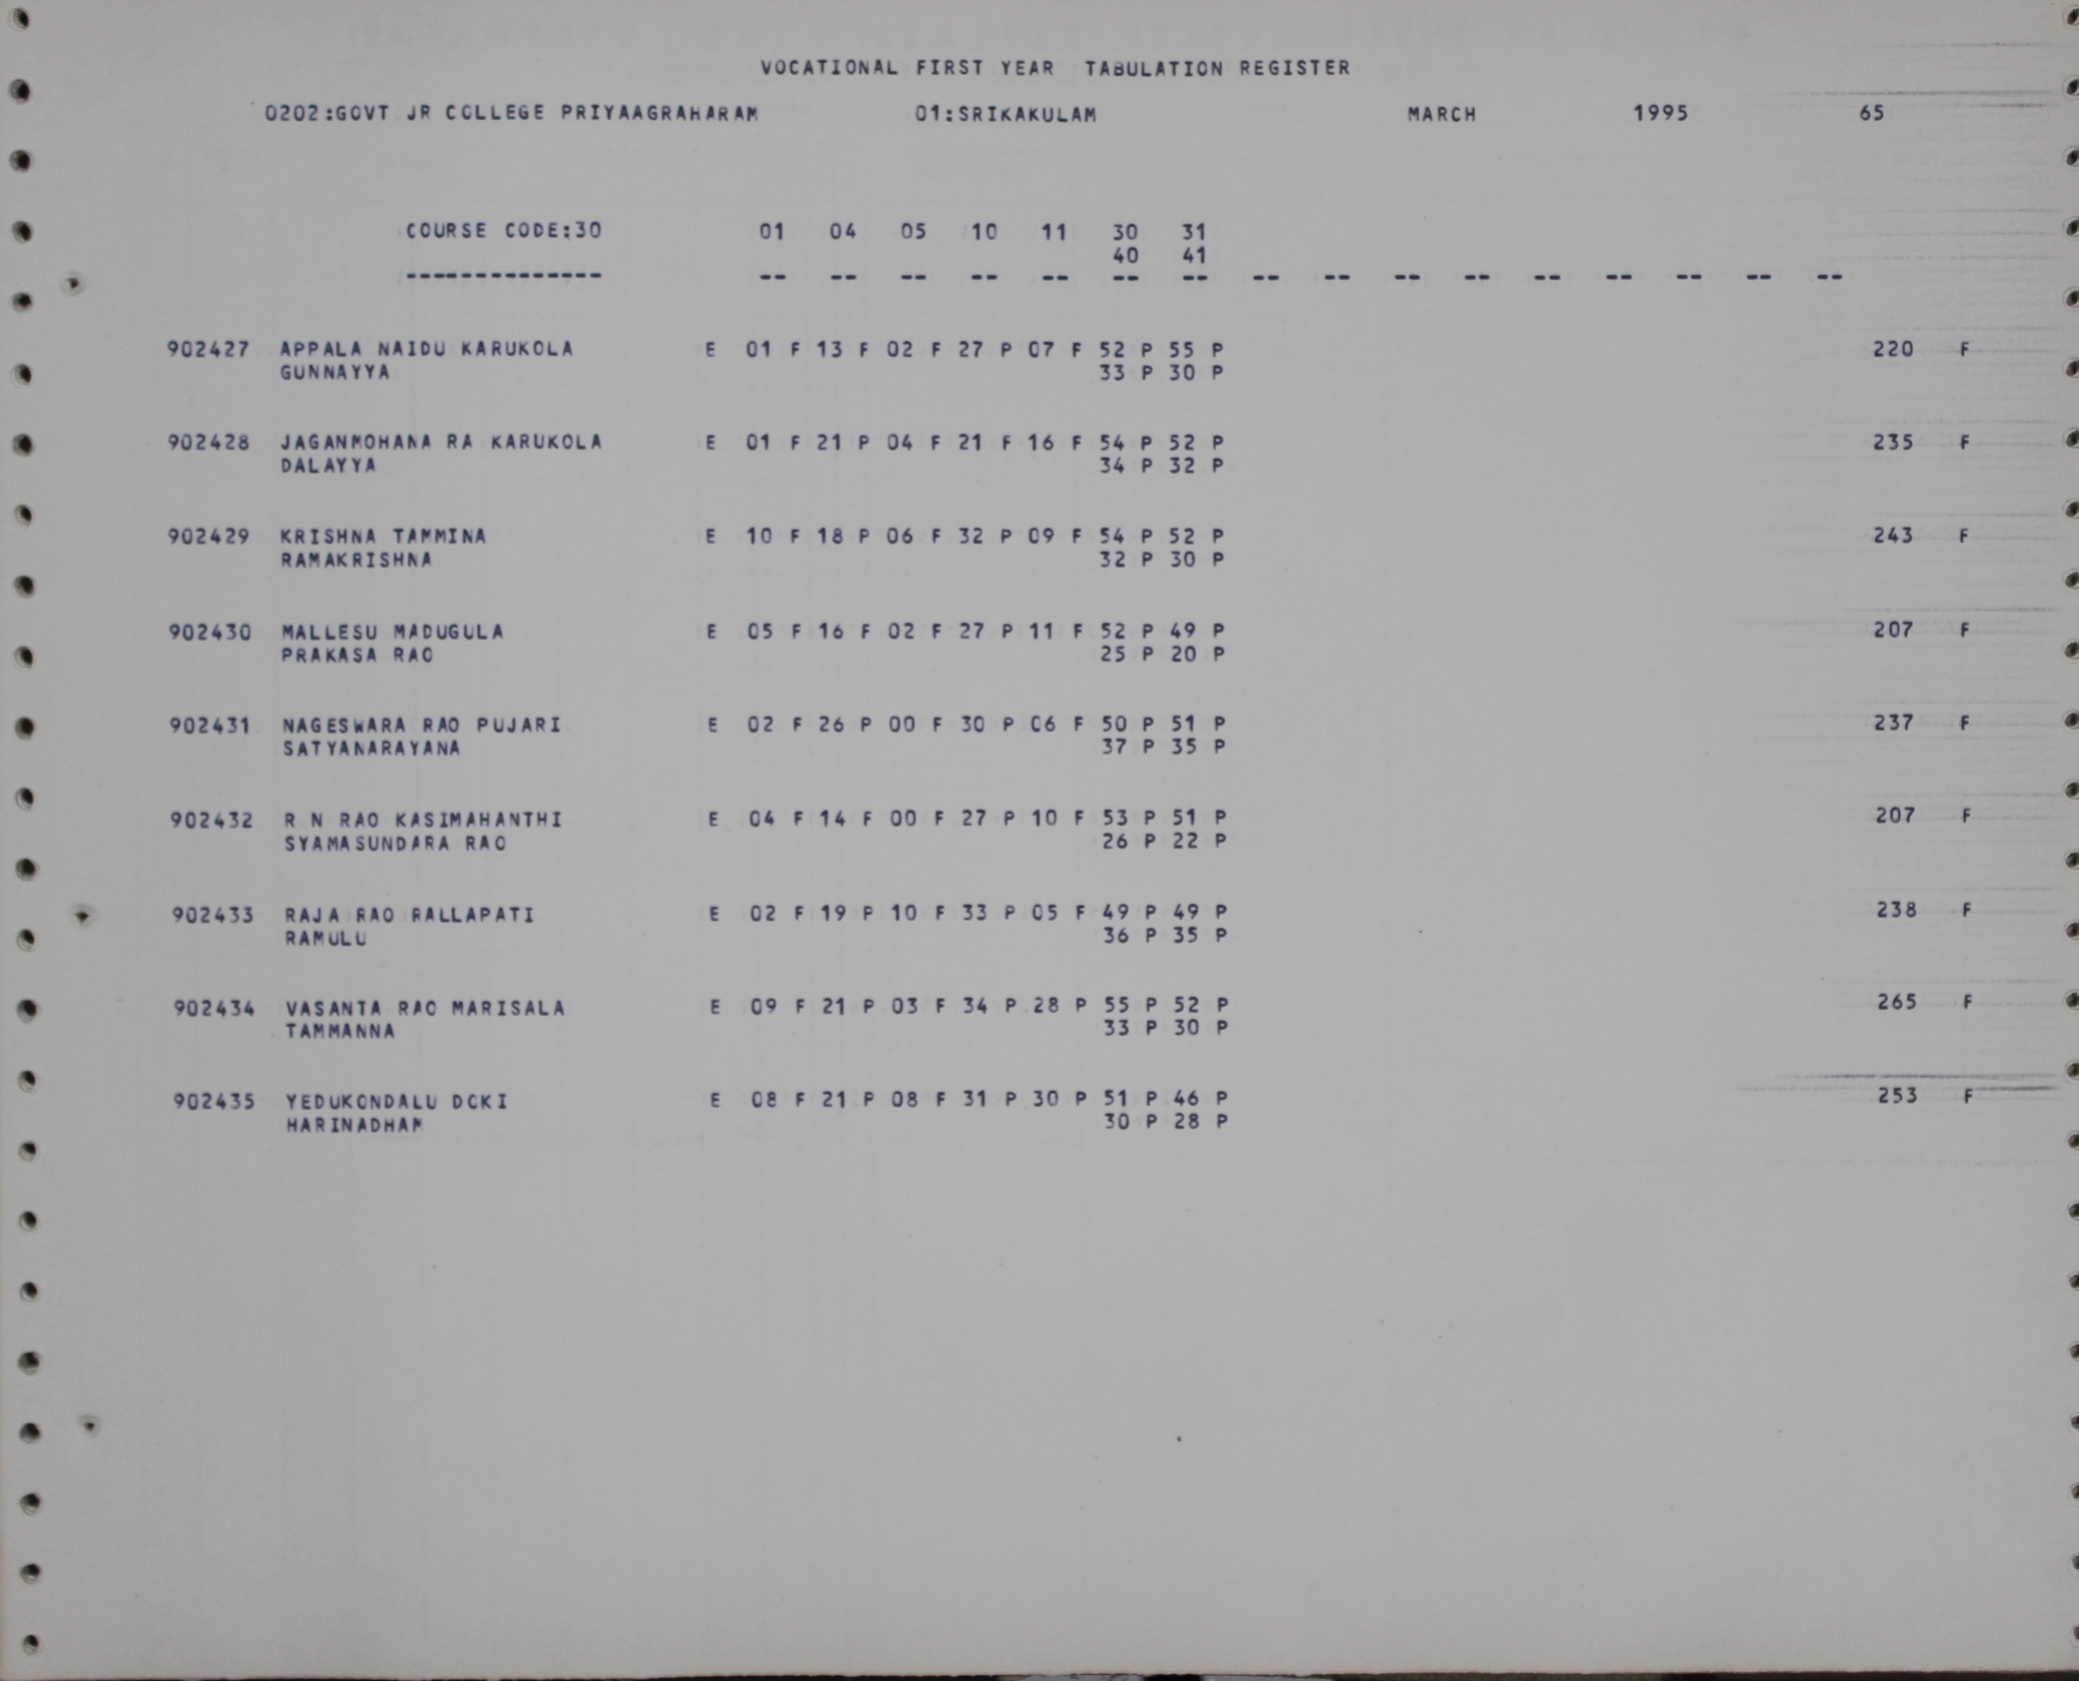 VOCATIONAL FIRST YEAR TABULATION REGISTER
0202:GOVT JR COLLEGE PRIYAAGRAHARAM 01:SRIKAKULAM MARCH 1995 65
COURSE CODE:30 01 04 05 10 11 30 31
40 41
-------------- -- -- -- -- -- -- -- -- -- -- -- -- -- -- -- --
902427 APPALA NAIDU KARUKOLA E 01 F 13 F 02 F 27 P 07 F 52 P 55 P 220 F
GUNNAYYA 33 P 30 P
902428 JAGANMOHANA RA KARUKOLA E 01 F 21 P 04 F 21 F 16 F 54 P 52 P 235 F
DALAYYA 34 P 32 P
902429 KRISHNA TAMMINA E 10 F 18 P 06 F 32 P 09 F 54 P 52 P 243 F
RAMAKRISHNA 32 P 30 P
902430 MALLESU MADUGULA E 05 F 16 F 02 F 27 P 11 F 52 P 49 P 207 F
PRAKASA RAO 25 P 20 P
902431 NAGESWARA RAO PUJARI E 02 F 26 P 00 F 30 P 06 F 50 P 51 P 237 F
SATYANARAYANA 37 P 35 P
902432 R N RAO KASIMAHANTHI E 04 F 14 F 00 F 27 P 10 F 53 P 51 P 207 F
SYAMASUNDARA RAO 26 P 22 P
902433 RAJA RAO RALLAPATI E 02 F 19 P 10 F 33 P 05 F 49 P 49 P 238 F
RAMULU 36 P 35 P
902434 VASANTA RAO MARISALA E 09 F 21 P 03 F 34 P 28 P 55 P 52 P 265 F
TAMMANNA 33 P 30 P
902435 YEDUKONDALU DOKI E 08 F 21 P 08 F 31 P 30 P 51 P 46 P 253 F
HARINADHAM 30 P 28 P